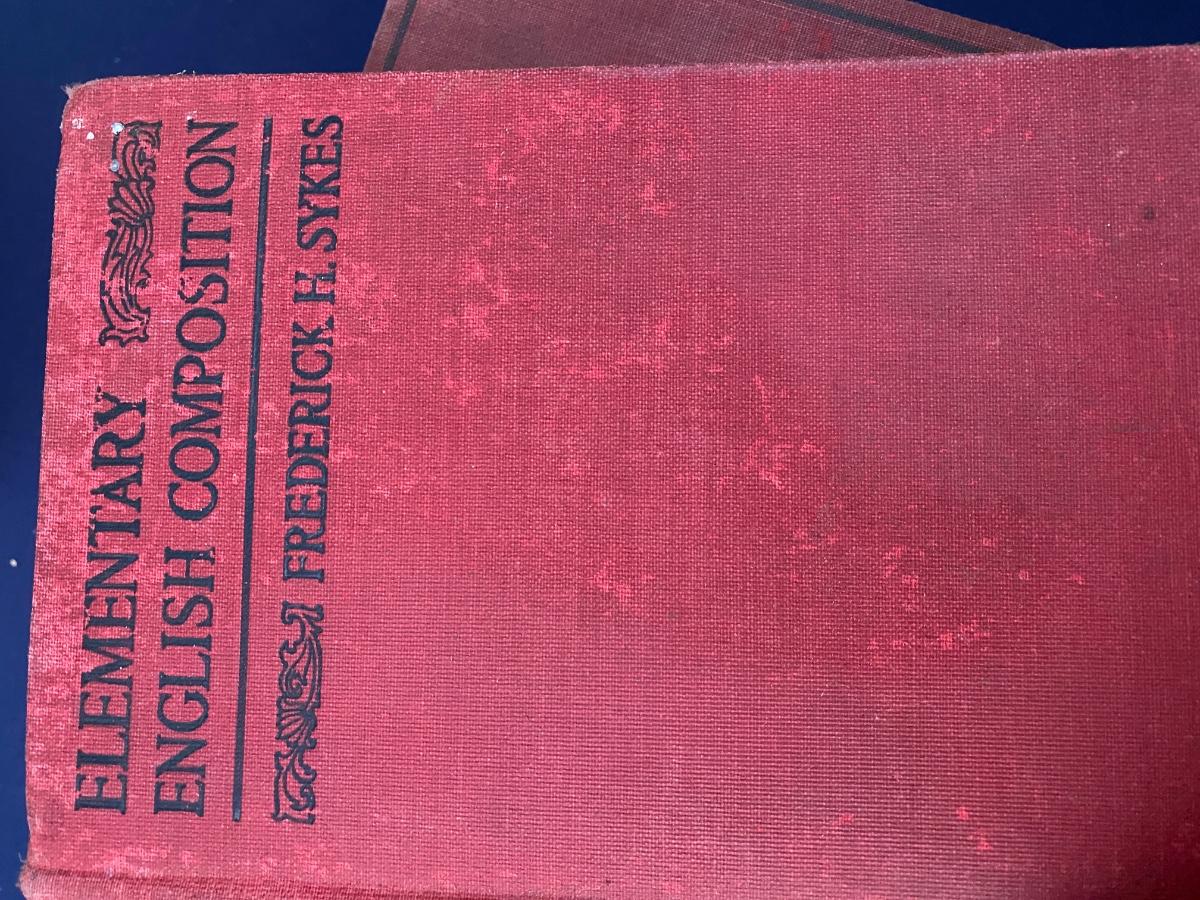 ELEMENTARY
ENGLISH COMPOSITION
FREDERICK H. SYKES